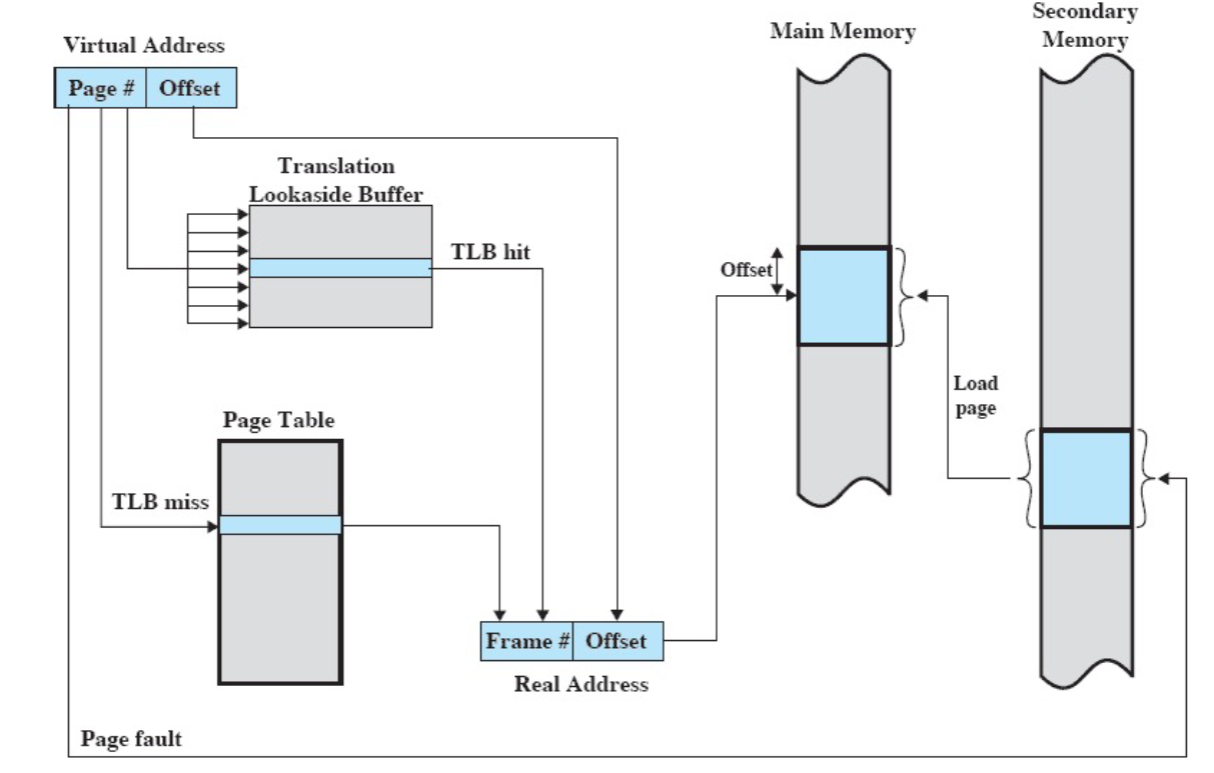 Secondary
Memory
Main Memory
Virtual Address
Page #
Offset
Translation
Lookaside Buffer
TLB hit
Offset
Load
page
Page Table
TLB miss
Frame #
Offset
Real Address
Page fault